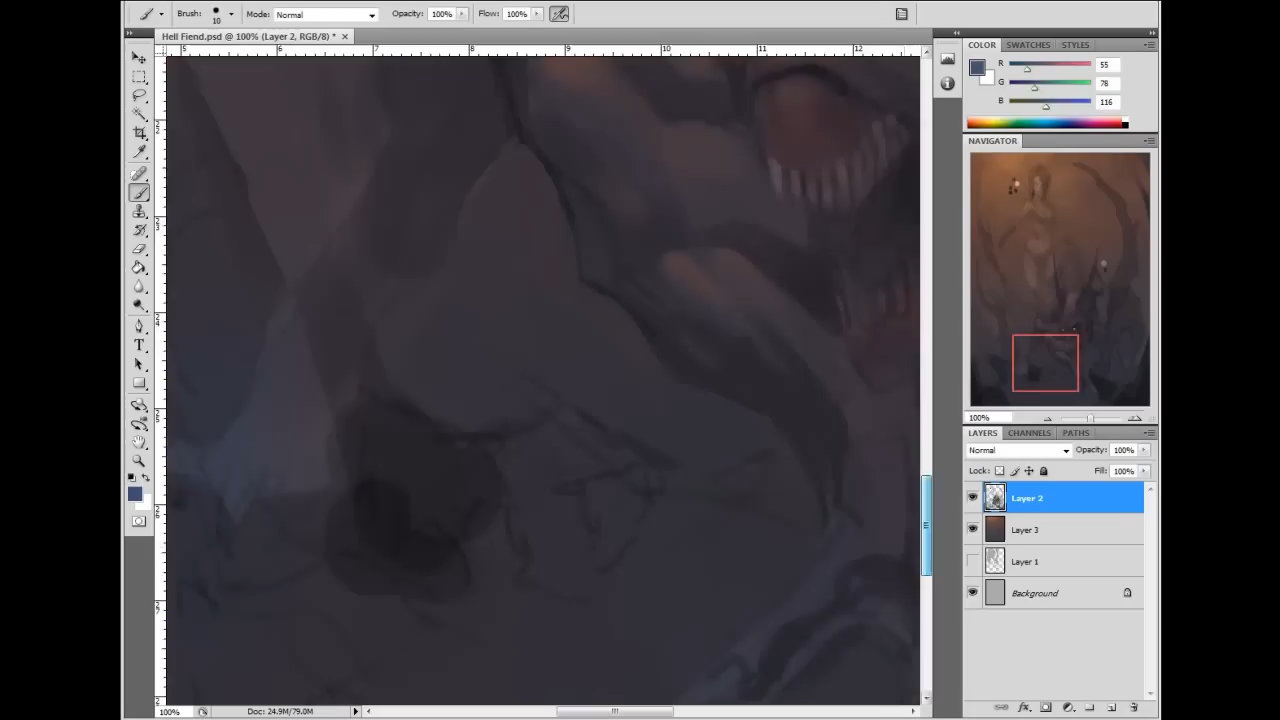 Brush: 10 Mode: Normal Opacity: 100% Flow: 100%
Hell Fiend.psd @ 100% (Layer 2, RGB/8) * ×
5 6 7 8 9 10 11 12
COLOR SWATCHES STYLES
R 55
G 78
B 116
NAVIGATOR
100%
LAYERS CHANNELS PATHS
Normal Opacity: 100%
Lock: Fill: 100%
Layer 2
Layer 3
Layer 1
Background
T
100% Doc: 24.9M/79.0M